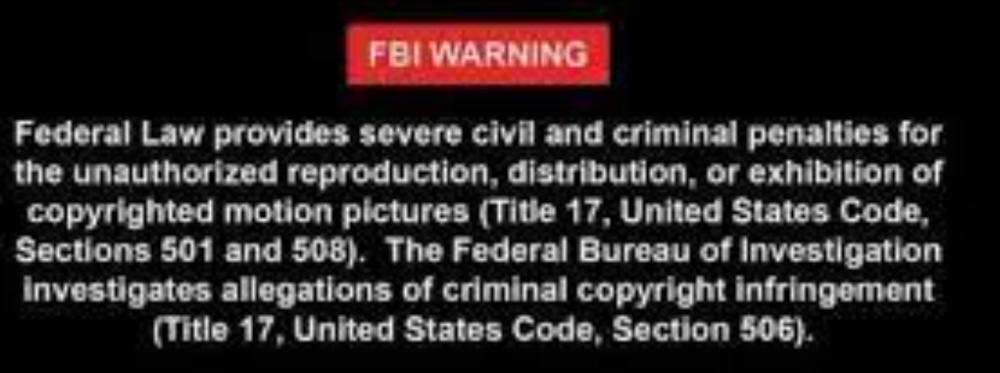 FBI WARNING
Federal Law provides severe civil and criminal penalties for
the unauthorized reproduction, distribution, or exhibition of
copyrighted motion pictures (Title 17, United States Code,
Sections 501 and 508).  The Federal Bureau of Investigation
investigates allegations of criminal copyright infringement
(Title 17, United States Code, Section 506).